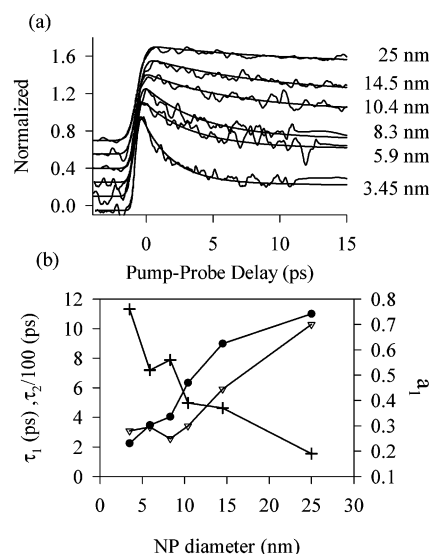 (a)
Normalized
1.6
1.2
0.8
0.4
0.0
25 nm
14.5 nm
10.4 nm
8.3 nm
5.9 nm
3.45 nm
0 5 10 15
Pump-Probe Delay (ps)
(b)
τ₁ (ps) ,τ₂/100 (ps)
12
10
8
6
4
2
0
0.8
0.7
0.6
0.5
0.4
0.3
0.2
0.1
a₁
0 5 10 15 20 25 30
NP diameter (nm)